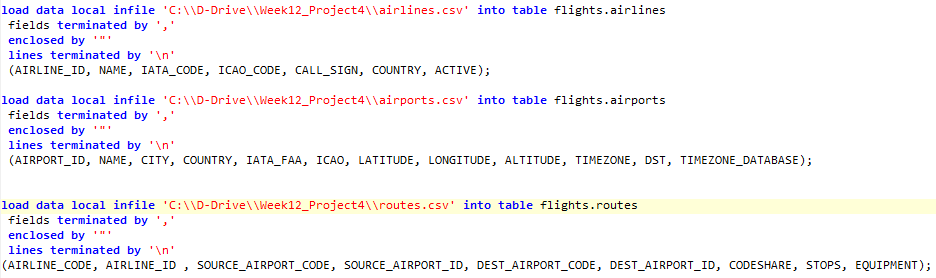 load data local infile 'C:\\D-Drive\\Week12_Project4\\airlines.csv' into table flights.airlines
fields terminated by ','
enclosed by '"'
lines terminated by '\n'
(AIRLINE_ID, NAME, IATA_CODE, ICAO_CODE, CALL_SIGN, COUNTRY, ACTIVE);
load data local infile 'C:\\D-Drive\\Week12_Project4\\airports.csv' into table flights.airports
fields terminated by ','
enclosed by '"'
lines terminated by '\n'
(AIRPORT_ID, NAME, CITY, COUNTRY, IATA_FAA, ICAO, LATITUDE, LONGITUDE, ALTITUDE, TIMEZONE, DST, TIMEZONE_DATABASE);
load data local infile 'C:\\D-Drive\\Week12_Project4\\routes.csv' into table flights.routes
fields terminated by ','
enclosed by '"'
lines terminated by '\n'
(AIRLINE_CODE, AIRLINE_ID , SOURCE_AIRPORT_CODE, SOURCE_AIRPORT_ID, DEST_AIRPORT_CODE, DEST_AIRPORT_ID, CODESHARE, STOPS, EQUIPMENT);